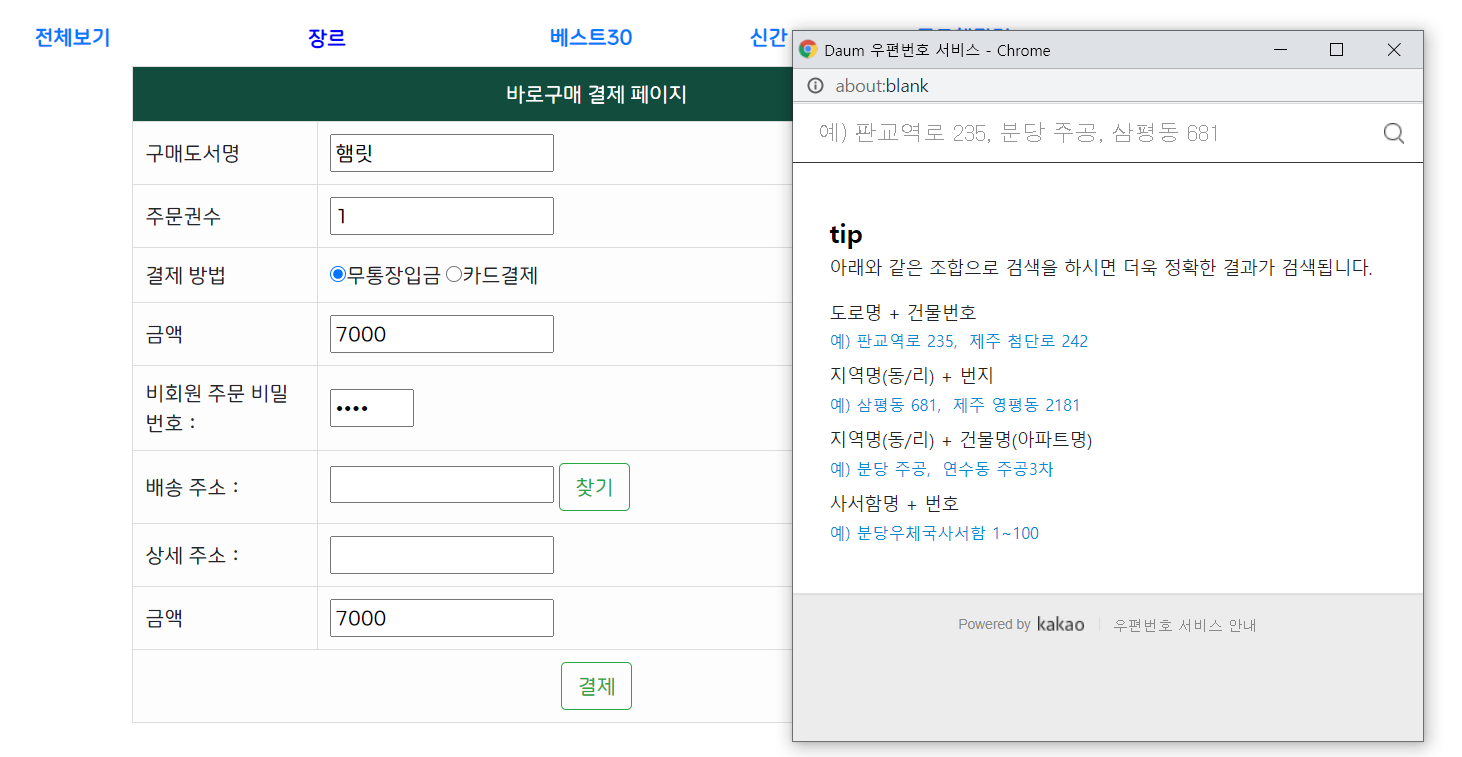 전체보기
장르
베스트30
신간
바로구매 결제 페이지
구매도서명
햄릿
주문권수
1
결제 방법
무통장입금 카드결제
금액
7000
비회원 주문 비밀
번호 :
••••
배송 주소 :
찾기
상세 주소 :
금액
7000
결제
Daum 우편번호 서비스 - Chrome
about:blank
예) 판교역로 235, 분당 주공, 삼평동 681
tip
아래와 같은 조합으로 검색을 하시면 더욱 정확한 결과가 검색됩니다.
도로명 + 건물번호
예) 판교역로 235, 제주 첨단로 242
지역명(동/리) + 번지
예) 삼평동 681, 제주 영평동 2181
지역명(동/리) + 건물명(아파트명)
예) 분당 주공, 연수동 주공3차
사서함명 + 번호
예) 분당우체국사서함 1~100
Powered by kakao 우편번호 서비스 안내